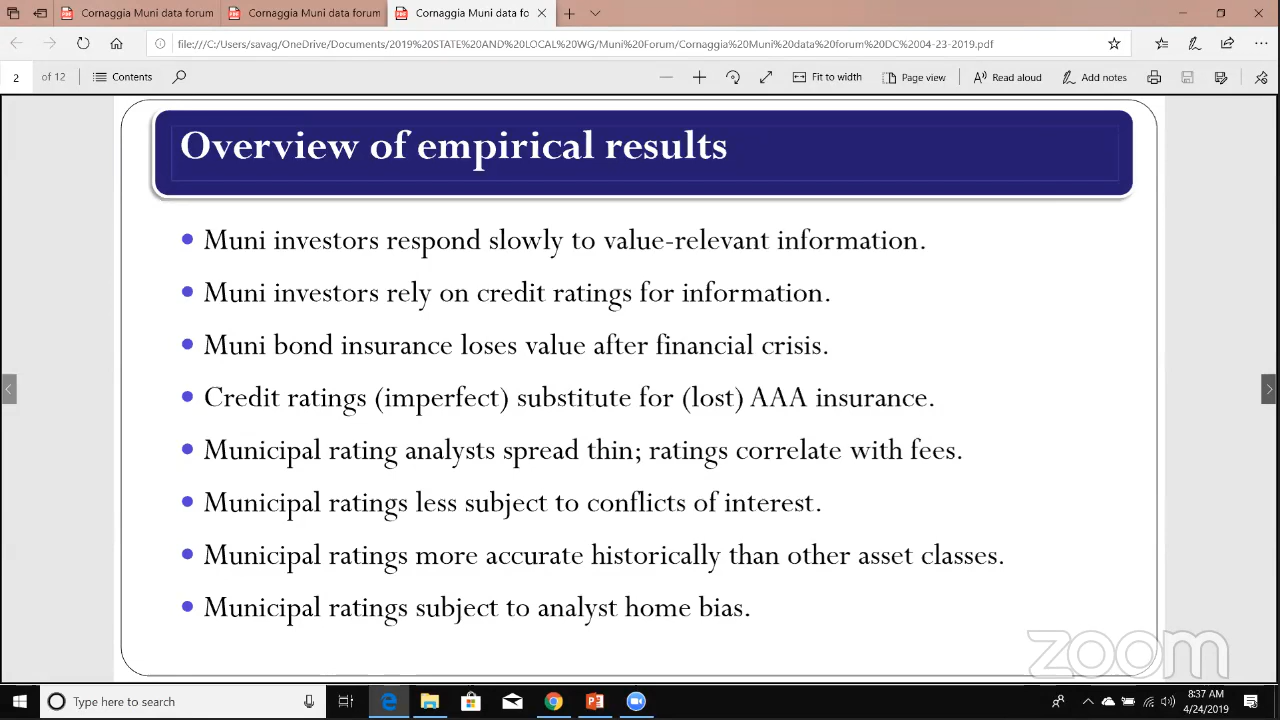 Cornaggia Muni data forum
Cornaggia Muni data forum
Cornaggia Muni data fo
file:///C:/Users/savag/OneDrive/Documents/2019%20STATE%20AND%20LOCAL%20WG/Muni%20Forum/Cornaggia%20Muni%20data%20forum%20DC%2004-23-2019.pdf
2 of 12 Contents Fit to width Page view Read aloud Add notes
Overview of empirical results
• Muni investors respond slowly to value-relevant information.
• Muni investors rely on credit ratings for information.
• Muni bond insurance loses value after financial crisis.
• Credit ratings (imperfect) substitute for (lost) AAA insurance.
• Municipal rating analysts spread thin; ratings correlate with fees.
• Municipal ratings less subject to conflicts of interest.
• Municipal ratings more accurate historically than other asset classes.
• Municipal ratings subject to analyst home bias.
zoom
Type here to search
8:37 AM
4/24/2019